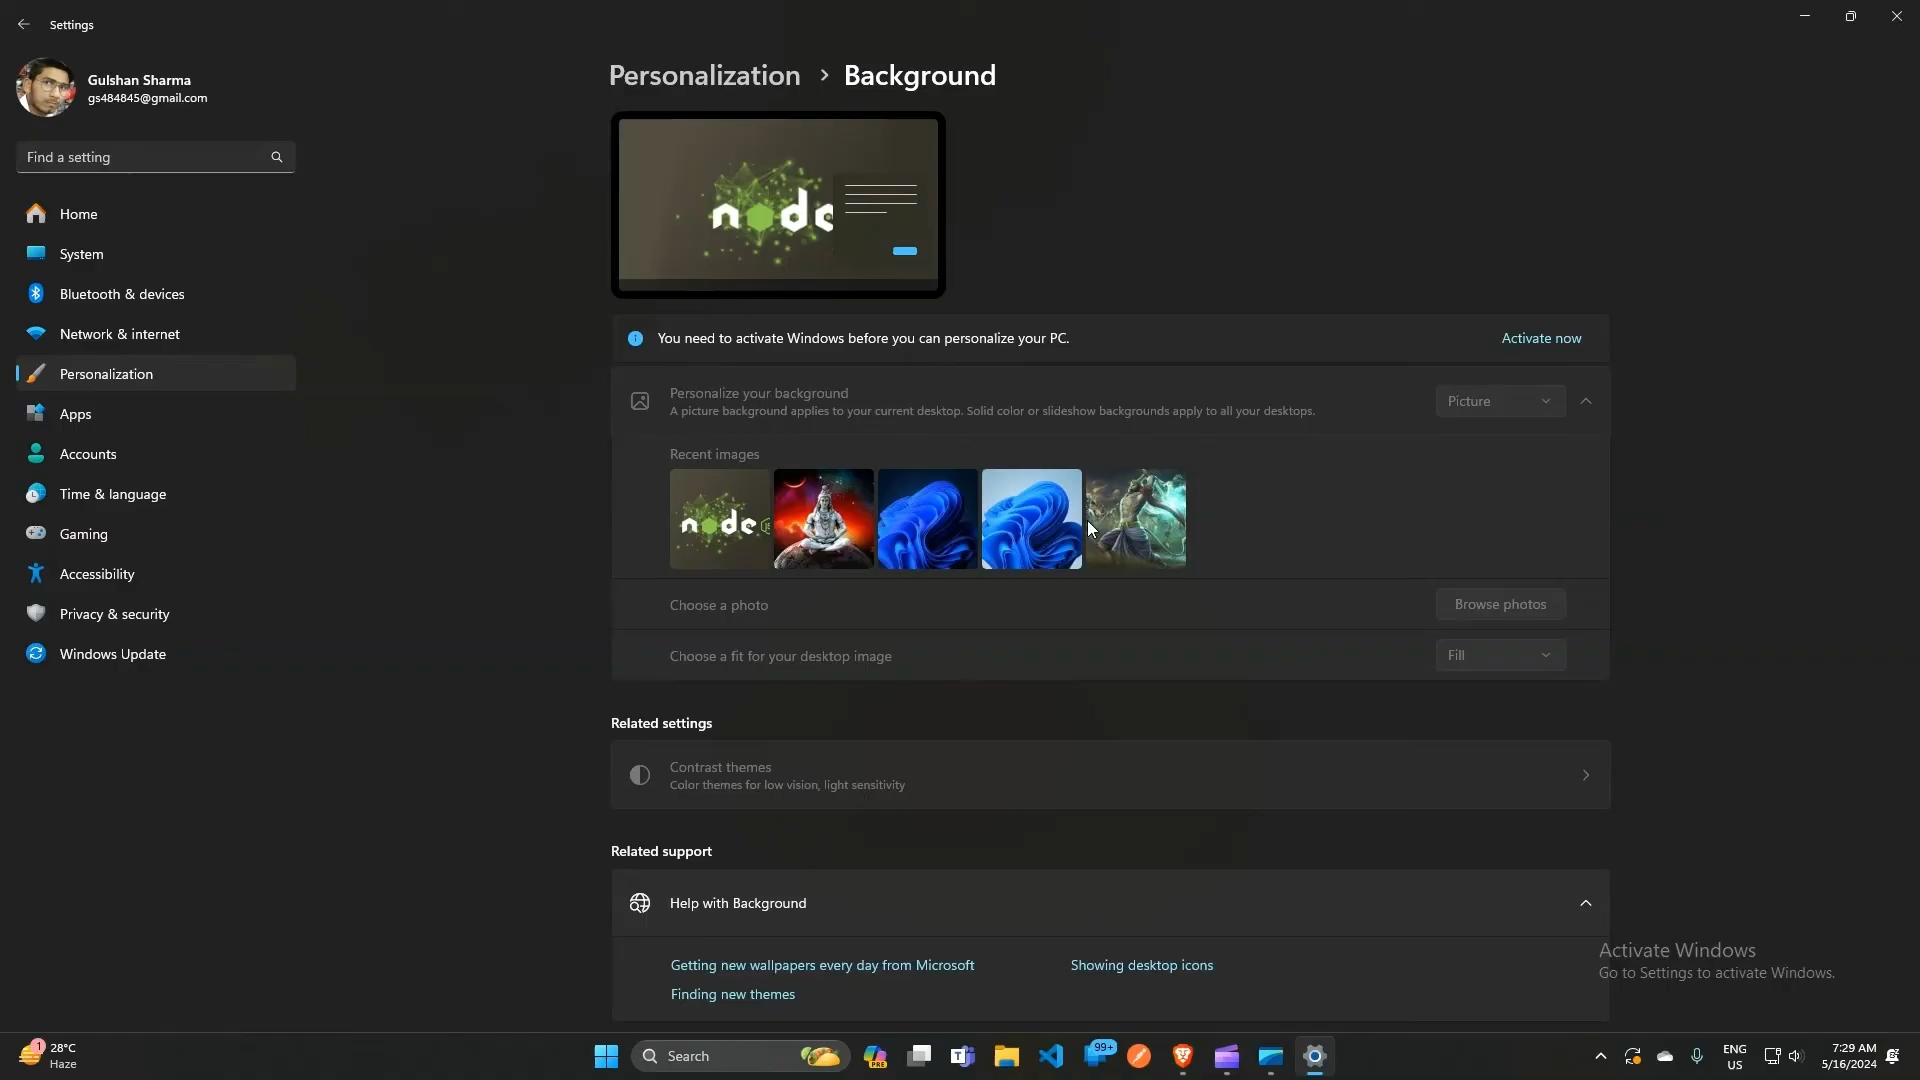 Settings
Gulshan Sharma
gs484845@gmail.com
Find a setting
Home
System
Bluetooth & devices
Network & internet
Personalization
Apps
Accounts
Time & language
Gaming
Accessibility
Privacy & security
Windows Update
Personalization > Background
node
You need to activate Windows before you can personalize your PC.
Activate now
Personalize your background
A picture background applies to your current desktop. Solid color or slideshow backgrounds apply to all your desktops.
Picture
Recent images
node
Choose a photo
Browse photos
Choose a fit for your desktop image
Fill
Related settings
Contrast themes
Color themes for low vision, light sensitivity
Related support
Help with Background
Getting new wallpapers every day from Microsoft
Showing desktop icons
Finding new themes
Activate Windows
Go to Settings to activate Windows.
1
28°C
Haze
Search
PRE
T
99+
ENG
US
7:29 AM
5/16/2024